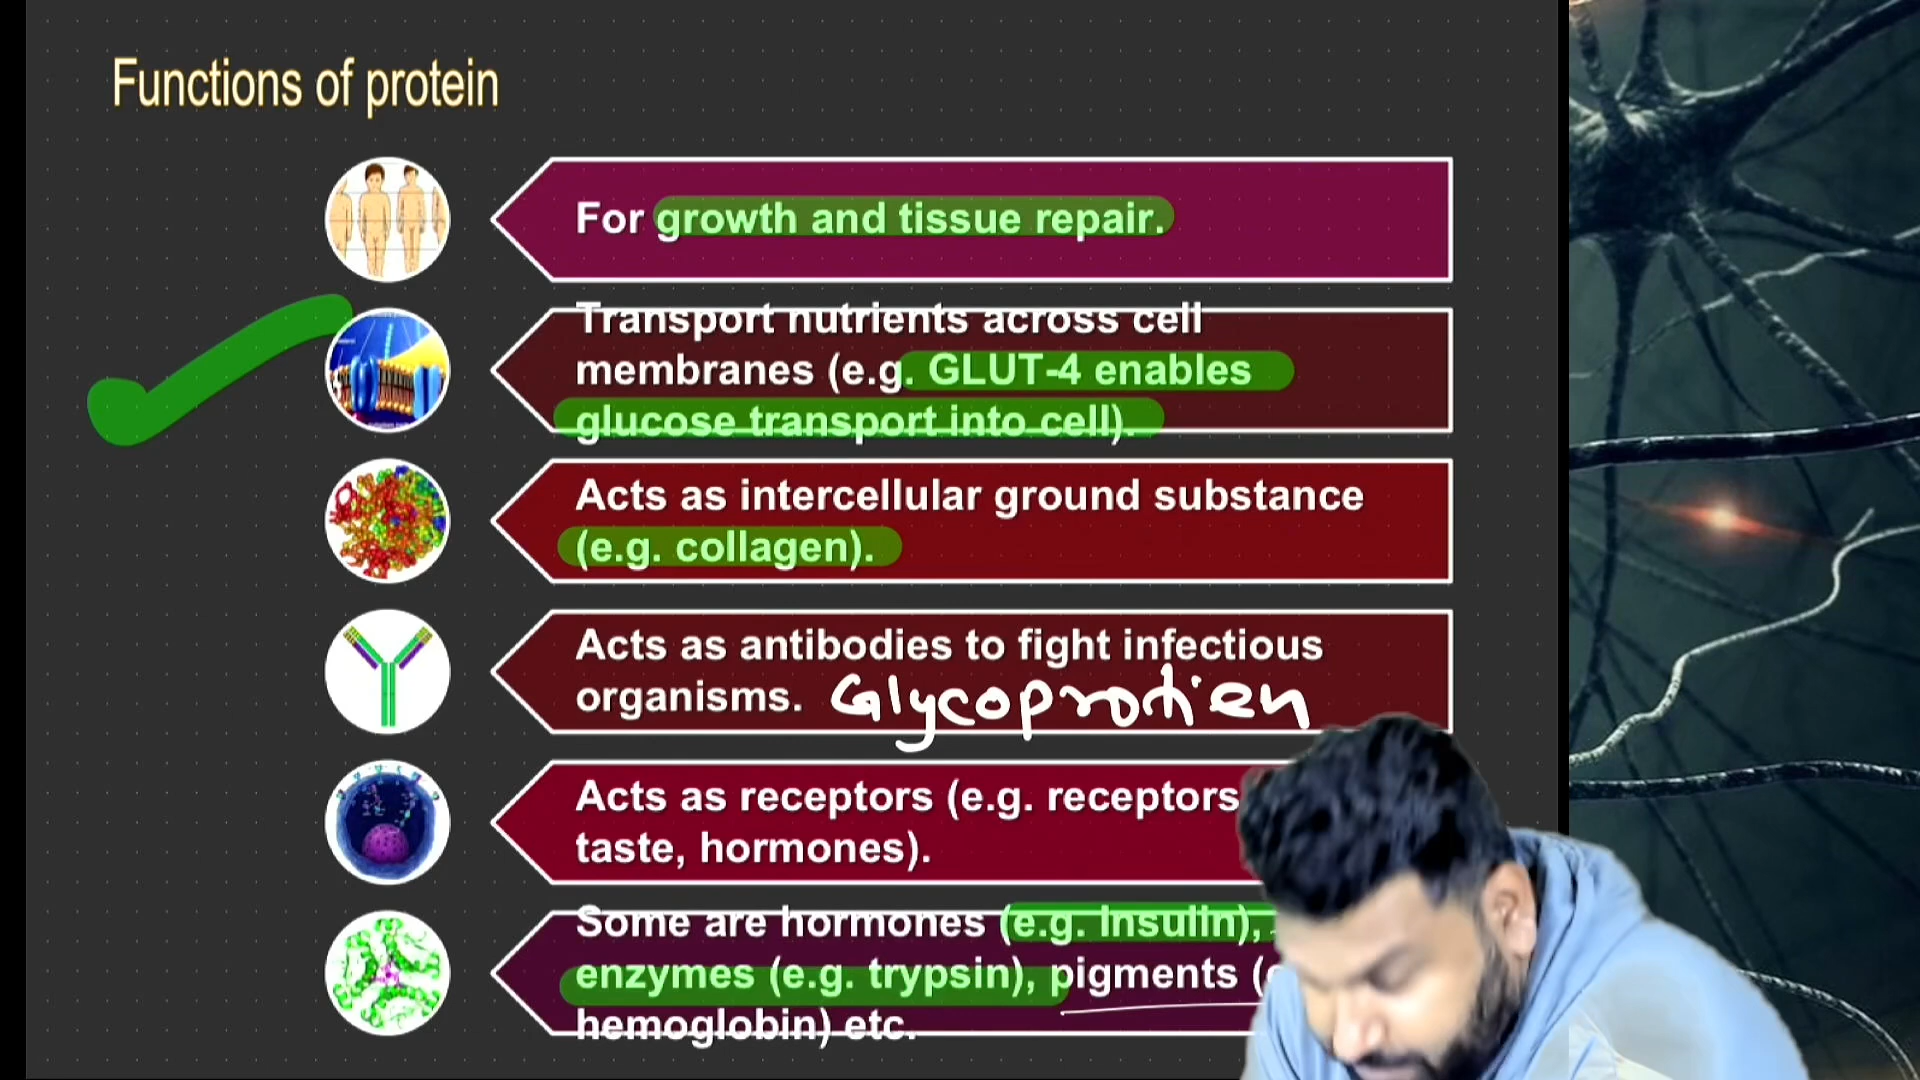 Functions of protein
For growth and tissue repair.
Transport nutrients across cell
membranes (e.g. GLUT-4 enables
glucose transport into cell).
Acts as intercellular ground substance
(e.g. collagen).
Acts as antibodies to fight infectious
organisms. Glycoprotien
Acts as receptors (e.g. receptors
taste, hormones).
Some are hormones (e.g. Insulin),
enzymes (e.g. trypsin), pigments (
hemoglobin) etc.